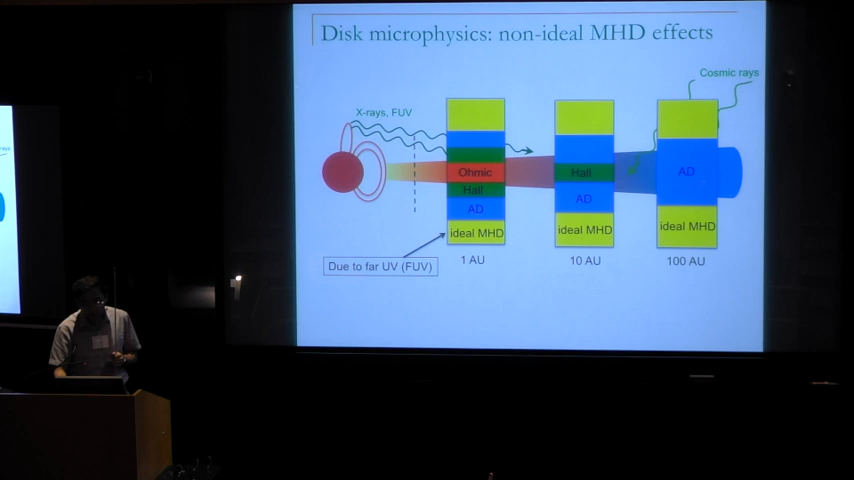 Disk microphysics: non-ideal MHD effects
Cosmic rays
X-rays, FUV
Ohmic
Hall
AD
ideal MHD
Hall
AD
ideal MHD
AD
ideal MHD
Due to far UV (FUV)
1 AU
10 AU
100 AU
rays